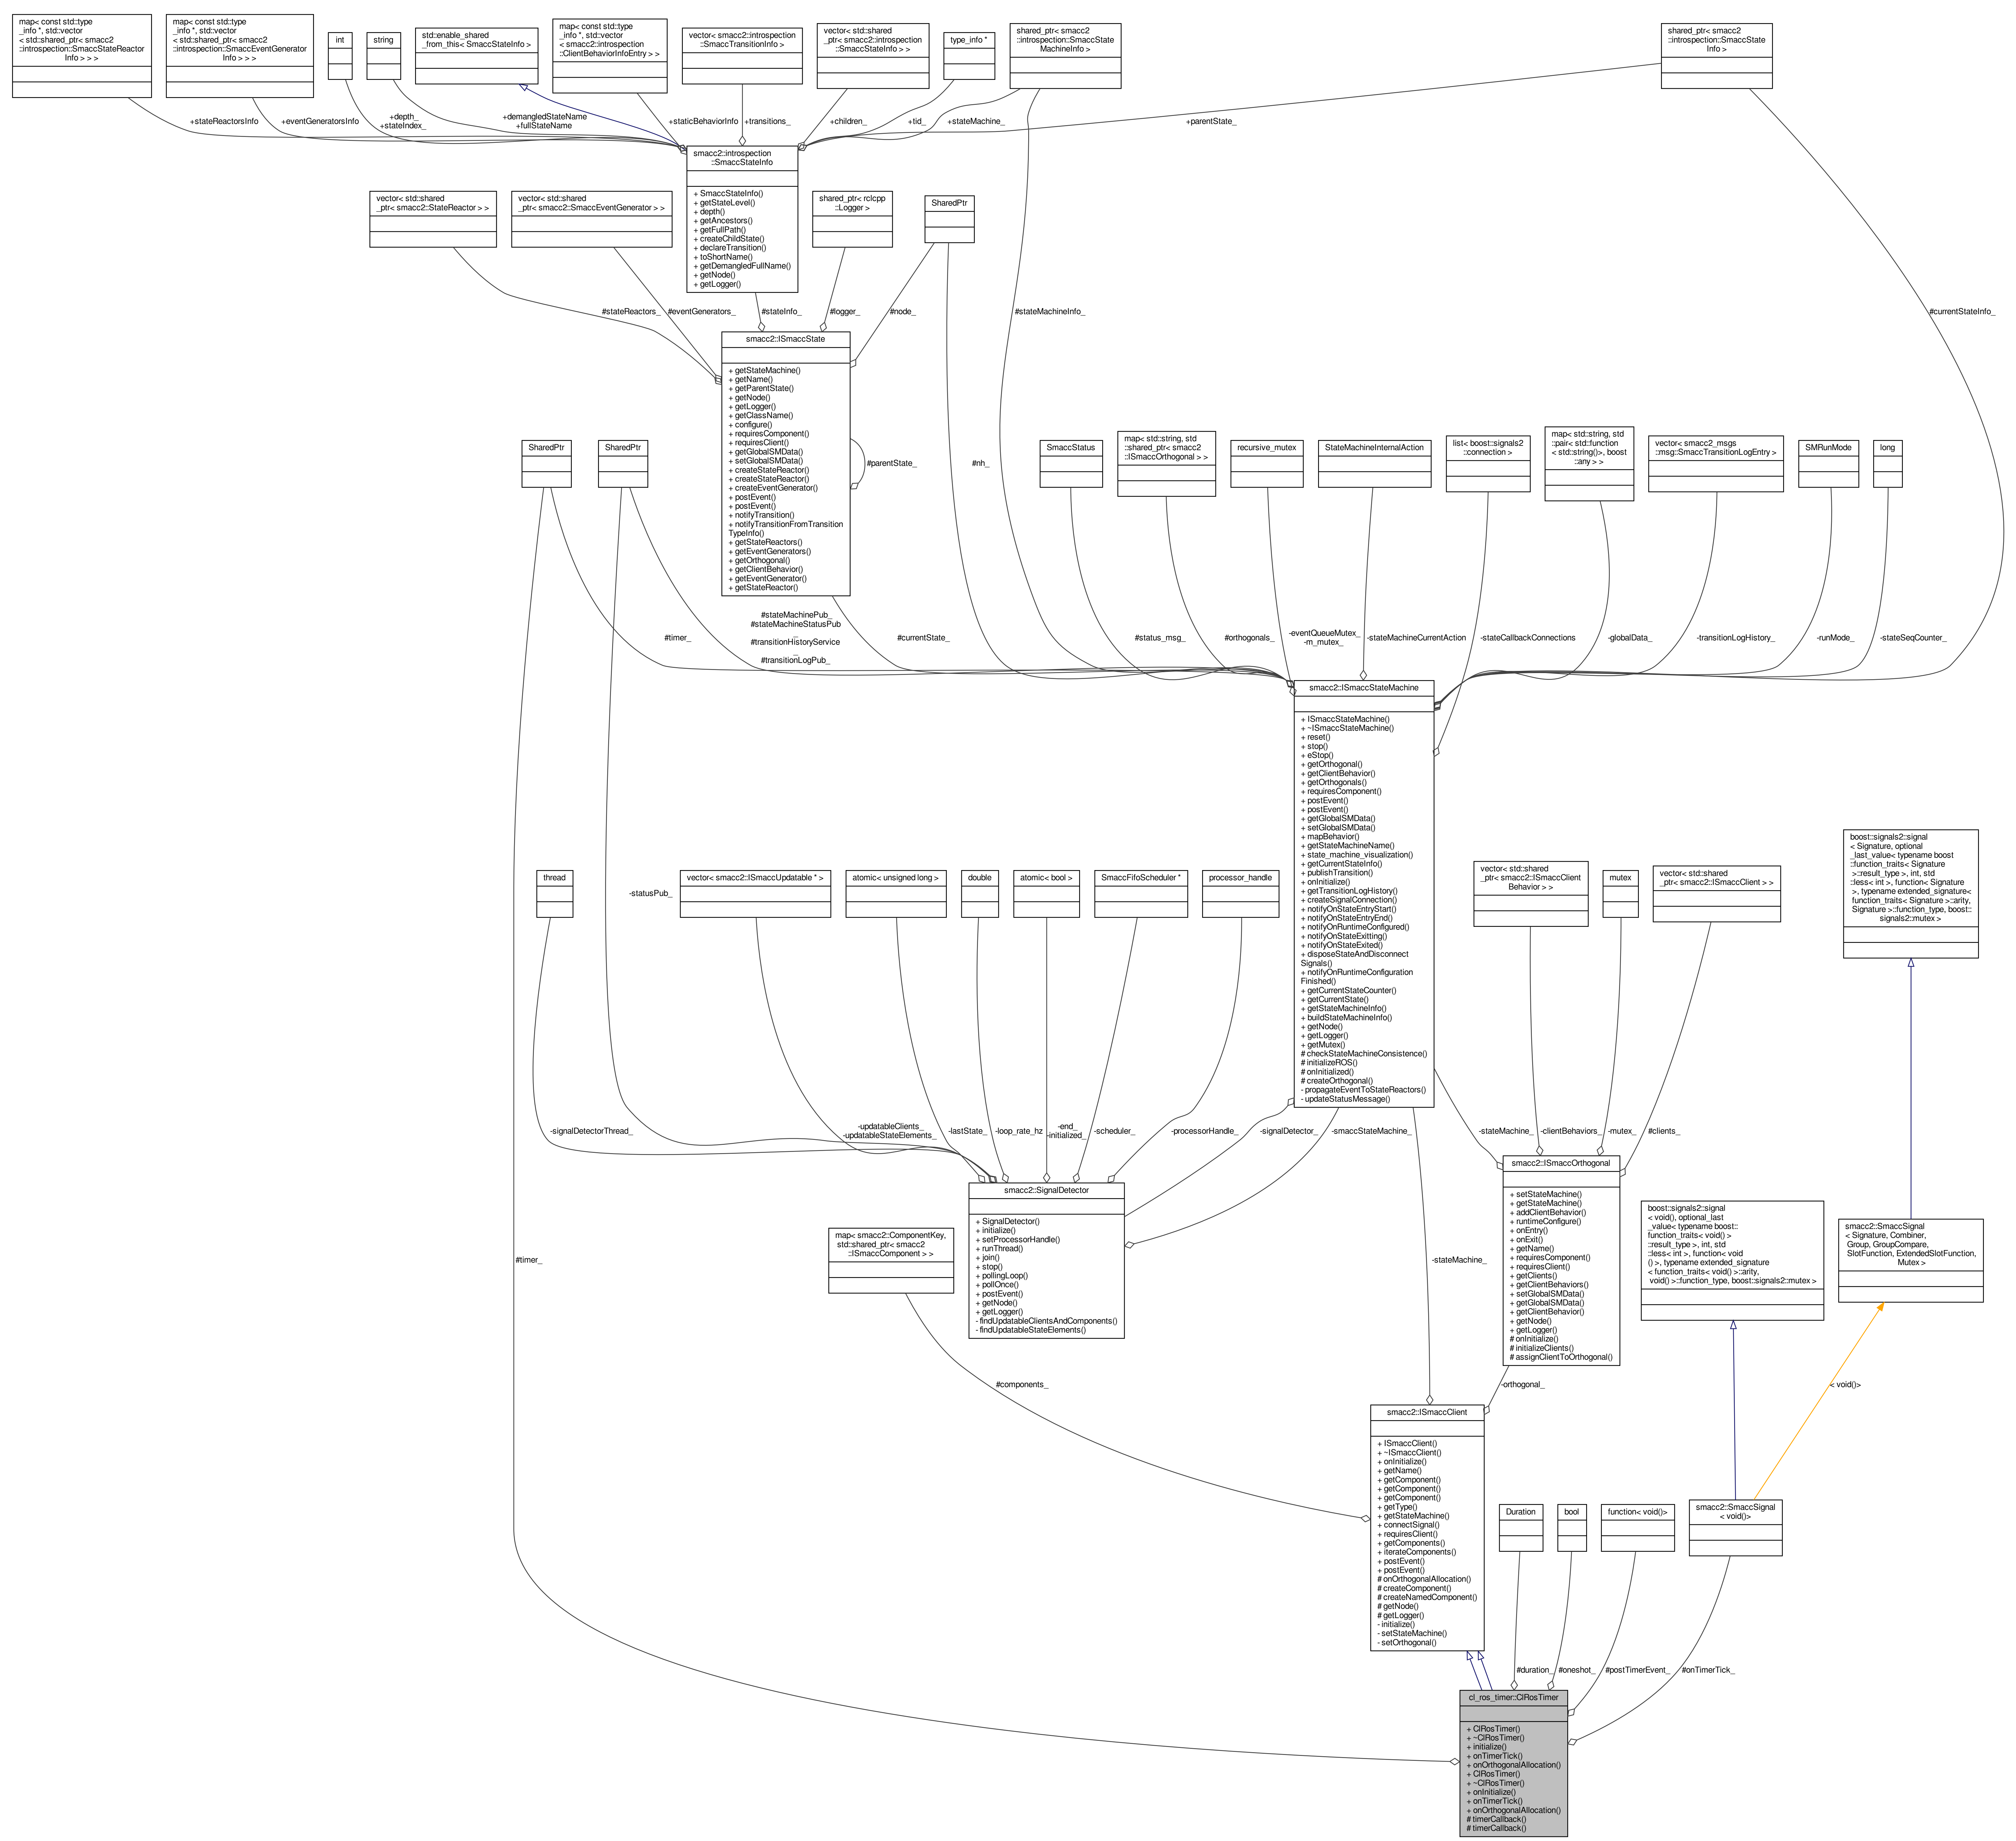 map< const std::type
_info *, std::vector
< std::shared_ptr< smacc2
::introspection::SmaccStateReactor
Info > > >
map< const std::type
_info *, std::vector
< std::shared_ptr< smacc2
::introspection::SmaccEventGenerator
Info > > >
int
string
std::enable_shared
_from_this< SmaccStateInfo >
map< const std::type
_info *, std::vector
< smacc2::introspection
::ClientBehaviorInfoEntry > >
vector< smacc2::introspection
::SmaccTransitionInfo >
vector< std::shared
_ptr< smacc2::introspection
::SmaccStateInfo > >
type_info *
shared_ptr< smacc2
::introspection::SmaccState
MachineInfo >
shared_ptr< smacc2
::introspection::SmaccState
Info >
+stateReactorsInfo
+eventGeneratorsInfo
+depth_
+stateIndex_
+demangledStateName
+fullStateName
+staticBehaviorInfo
+transitions_
+children_
+tid_
+stateMachine_
+parentState_
smacc2::introspection
::SmaccStateInfo
+ SmaccStateInfo()
+ getStateLevel()
+ depth()
+ getAncestors()
+ getFullPath()
+ createChildState()
+ declareTransition()
+ toShortName()
+ getDemangledFullName()
+ getNode()
+ getLogger()
vector< std::shared
_ptr< smacc2::StateReactor > >
vector< std::shared
_ptr< smacc2::SmaccEventGenerator > >
shared_ptr< rclcpp
::Logger >
SharedPtr
#stateReactors_
#eventGenerators_
#stateInfo_
#logger_
#node_
#stateMachineInfo_
#currentStateInfo_
smacc2::ISmaccState
+ getStateMachine()
+ getName()
+ getParentState()
+ getNode()
+ getLogger()
+ getClassName()
+ configure()
+ requiresComponent()
+ requiresClient()
+ getGlobalSMData()
+ setGlobalSMData()
+ createStateReactor()
+ createStateReactor()
+ createEventGenerator()
+ postEvent()
+ postEvent()
+ notifyTransition()
+ notifyTransitionFromTransition
TypeInfo()
+ getStateReactors()
+ getEventGenerators()
+ getOrthogonal()
+ getClientBehavior()
+ getEventGenerator()
+ getStateReactor()
#parentState_
#nh_
SharedPtr
SharedPtr
SmaccStatus
map< std::string, std
::shared_ptr< smacc2
::ISmaccOrthogonal > >
recursive_mutex
StateMachineInternalAction
list< boost::signals2
::connection >
map< std::string, std
::pair< std::function
< std::string()>, boost
::any > >
vector< smacc2_msgs
::msg::SmaccTransitionLogEntry >
SMRunMode
long
#timer_
#stateMachinePub_
#stateMachineStatusPub
_
#transitionHistoryService
_
#transitionLogPub_
#currentState_
#status_msg_
#orthogonals_
-eventQueueMutex_
-m_mutex_
-stateMachineCurrentAction
-stateCallbackConnections
-globalData_
-transitionLogHistory_
-runMode_
-stateSeqCounter_
smacc2::ISmaccStateMachine
+ ISmaccStateMachine()
+ ~ISmaccStateMachine()
+ reset()
+ stop()
+ eStop()
+ getOrthogonal()
+ getClientBehavior()
+ getOrthogonals()
+ requiresComponent()
+ postEvent()
+ postEvent()
+ getGlobalSMData()
+ setGlobalSMData()
+ mapBehavior()
+ getStateMachineName()
+ state_machine_visualization()
+ getCurrentStateInfo()
+ publishTransition()
+ onInitialize()
+ getTransitionLogHistory()
+ createSignalConnection()
+ notifyOnStateEntryStart()
+ notifyOnStateEntryEnd()
+ notifyOnRuntimeConfigured()
+ notifyOnStateExitting()
+ notifyOnStateExited()
+ disposeStateAndDisconnect
Signals()
+ notifyOnRuntimeConfiguration
Finished()
+ getCurrentStateCounter()
+ getCurrentState()
+ getStateMachineInfo()
+ buildStateMachineInfo()
+ getNode()
+ getLogger()
+ getMutex()
# checkStateMachineConsistence()
# initializeROS()
# onInitialized()
# createOrthogonal()
- propagateEventToStateReactors()
- updateStatusMessage()
thread
-statusPub_
vector< smacc2::ISmaccUpdatable * >
atomic< unsigned long >
double
atomic< bool >
SmaccFifoScheduler *
processor_handle
vector< std::shared
_ptr< smacc2::ISmaccClient
Behavior > >
mutex
vector< std::shared
_ptr< smacc2::ISmaccClient > >
boost::signals2::signal
< Signature, optional
_last_value< typename boost
::function_traits< Signature
>::result_type >, int, std
::less< int >, function< Signature
>, typename extended_signature<
function_traits< Signature >::arity,
Signature >::function_type, boost::
signals2::mutex >
-signalDetectorThread_
-updatableClients_
-updatableStateElements_
-lastState_
-loop_rate_hz
-end_
-initialized_
-scheduler_
-processorHandle_
-signalDetector_
-smaccStateMachine_
-stateMachine_
-clientBehaviors_
-mutex_
#clients_
smacc2::SignalDetector
+ SignalDetector()
+ initialize()
+ setProcessorHandle()
+ runThread()
+ join()
+ stop()
+ pollingLoop()
+ pollOnce()
+ postEvent()
+ getNode()
+ getLogger()
- findUpdatableClientsAndComponents()
- findUpdatableStateElements()
smacc2::ISmaccOrthogonal
+ setStateMachine()
+ getStateMachine()
+ addClientBehavior()
+ runtimeConfigure()
+ onEntry()
+ onExit()
+ getName()
+ requiresComponent()
+ requiresClient()
+ getClients()
+ getClientBehaviors()
+ setGlobalSMData()
+ getGlobalSMData()
+ getClientBehavior()
+ getNode()
+ getLogger()
# onInitialize()
# initializeClients()
# assignClientToOrthogonal()
boost::signals2::signal
< void(), optional_last
_value< typename boost::
function_traits< void() >
::result_type >, int, std
::less< int >, function< void
() >, typename extended_signature
< function_traits< void() >::arity,
void() >::function_type, boost::signals2::mutex >
smacc2::SmaccSignal
< Signature, Combiner,
Group, GroupCompare,
SlotFunction, ExtendedSlotFunction,
Mutex >
map< smacc2::ComponentKey,
std::shared_ptr< smacc2
::ISmaccComponent > >
#timer_
-stateMachine_
#components_
-orthogonal_
< void()>
smacc2::ISmaccClient
+ ISmaccClient()
+ ~ISmaccClient()
+ onInitialize()
+ getName()
+ getComponent()
+ getComponent()
+ getComponent()
+ getType()
+ getStateMachine()
+ connectSignal()
+ requiresClient()
+ getComponents()
+ iterateComponents()
+ postEvent()
+ postEvent()
# onOrthogonalAllocation()
# createComponent()
# createNamedComponent()
# getNode()
# getLogger()
- initialize()
- setStateMachine()
- setOrthogonal()
Duration
bool
function< void()>
smacc2::SmaccSignal
< void()>
#duration_
#oneshot_
#postTimerEvent_
#onTimerTick_
cl_ros_timer::ClRosTimer
+ ClRosTimer()
+ ~ClRosTimer()
+ initialize()
+ onTimerTick()
+ onOrthogonalAllocation()
+ ClRosTimer()
+ ~ClRosTimer()
+ onInitialize()
+ onTimerTick()
+ onOrthogonalAllocation()
# timerCallback()
# timerCallback()